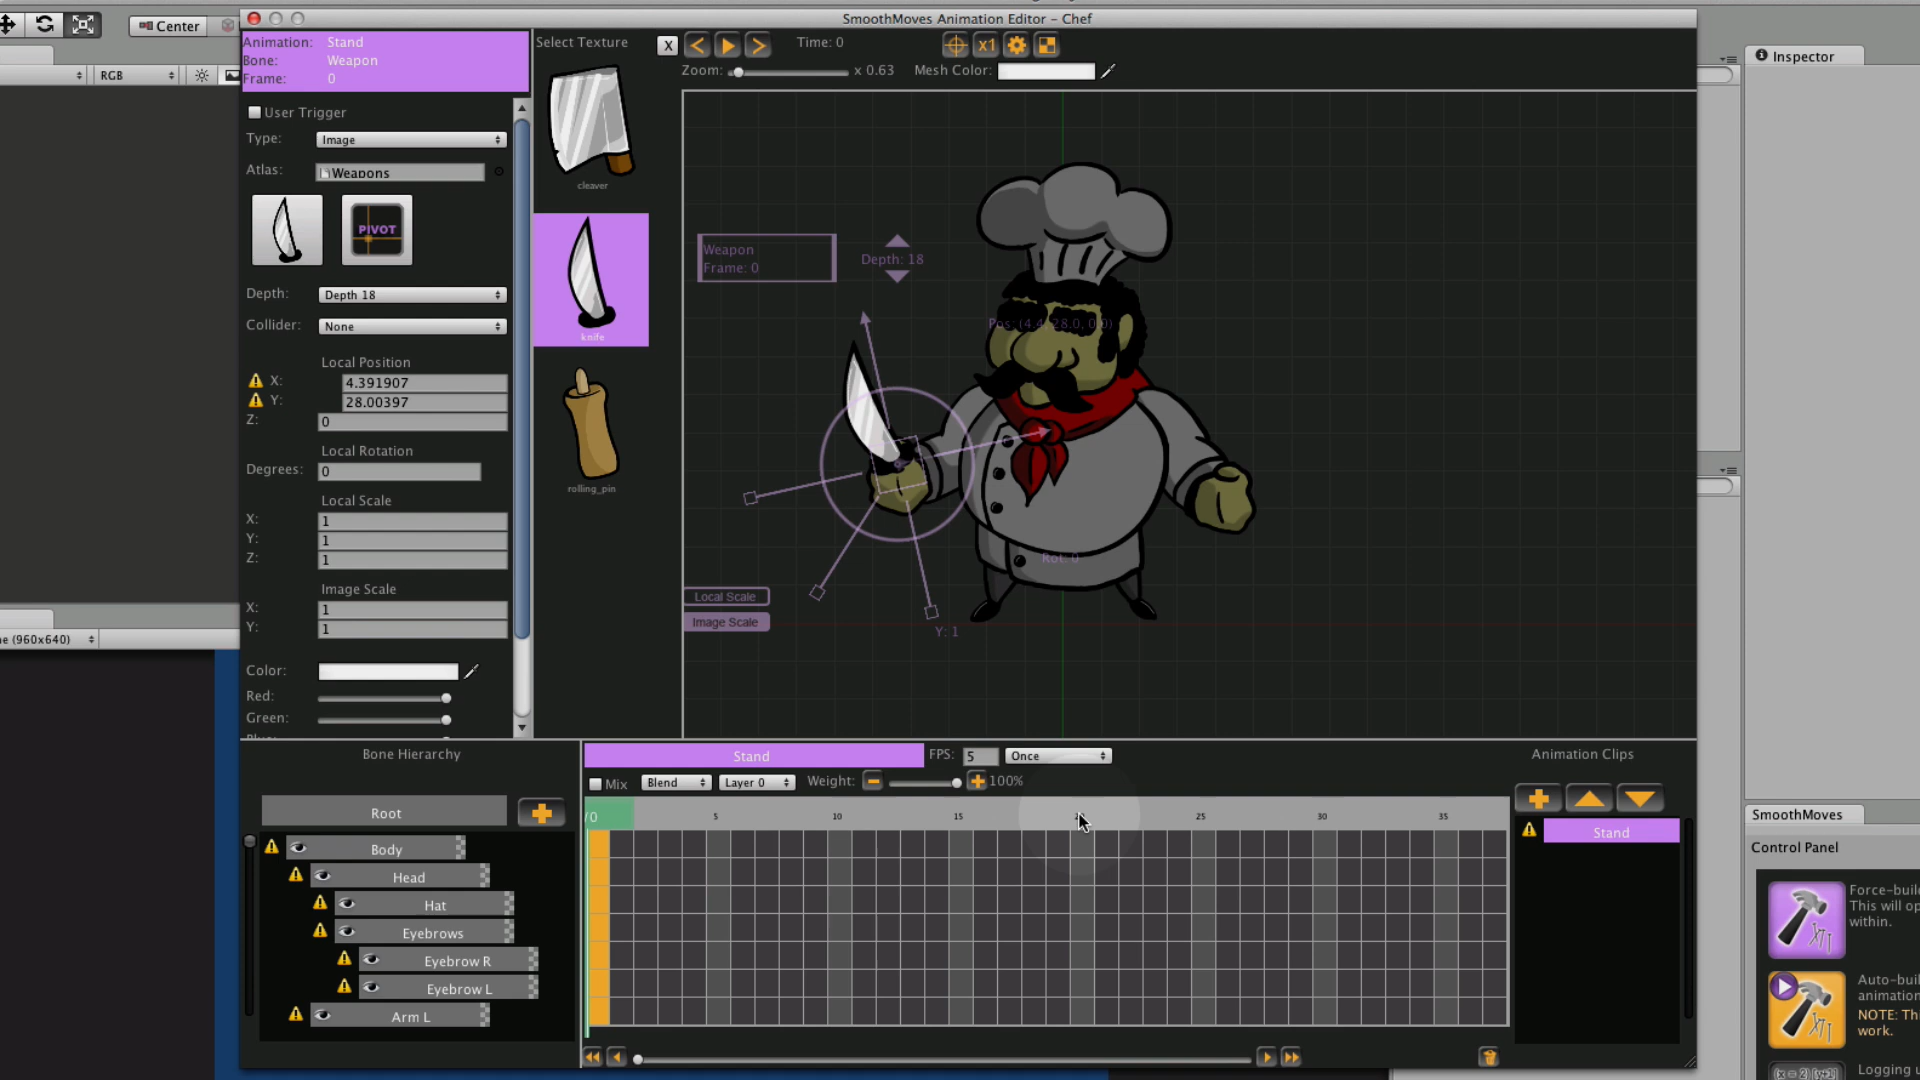 SmoothMoves Animation Editor - Chef
Center
RGB
Inspector
Animation: Stand
Bone: Weapon
Frame: 0
Select Texture
X
Time: 0
x1
Zoom:
x 0.63
Mesh Color:
User Trigger
Type: Image
Atlas: Weapons
PIVOT
Depth: Depth 18
Collider: None
Local Position
X: 4.391907
Y: 28.00397
Z: 0
Local Rotation
Degrees: 0
Local Scale
X: 1
Y: 1
Z: 1
Image Scale
X: 1
Y: 1
Color:
Red:
Green:
cleaver
knife
rolling_pin
Weapon
Frame: 0
Depth: 18
Rot: 0
Local Scale
Image Scale
Y: 1
(960x640)
Bone Hierarchy
Root
Body
Head
Hat
Eyebrows
Eyebrow R
Eyebrow L
Arm L
Stand
FPS: 5
Once
Mix
Blend
Layer 0
Weight:
100%
0
5
10
15
25
30
35
Animation Clips
Stand
SmoothMoves
Control Panel
Force-buil
This will op
within.
Auto-buil
animation
NOTE: Thi
work.
Logging u